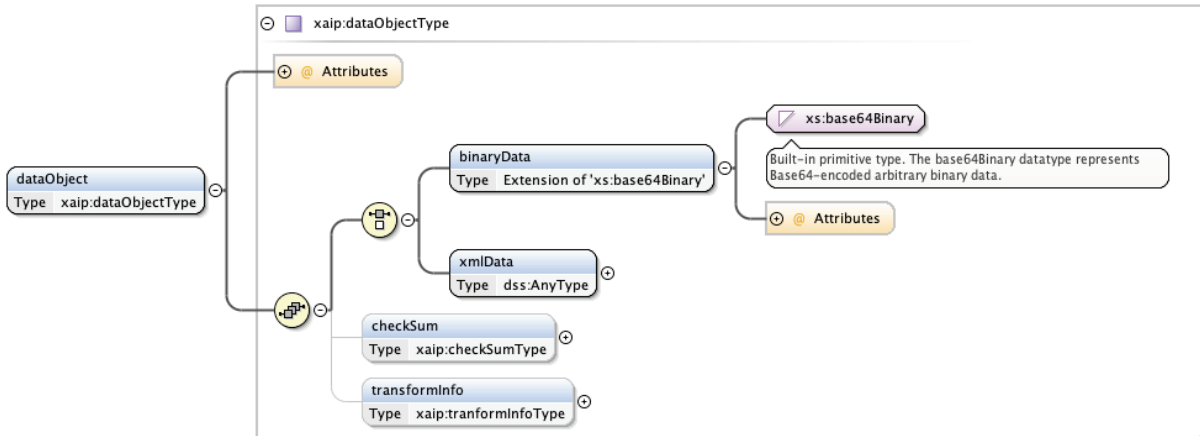 xaip:dataObjectType
@ Attributes
dataObject
Type xaip:dataObjectType
binaryData
Type Extension of 'xs:base64Binary'
xs:base64Binary
Built-in primitive type. The base64Binary datatype represents
Base64-encoded arbitrary binary data.
@ Attributes
xmlData
Type dss:AnyType
checkSum
Type xaip:checkSumType
transformInfo
Type xaip:tranformInfoType